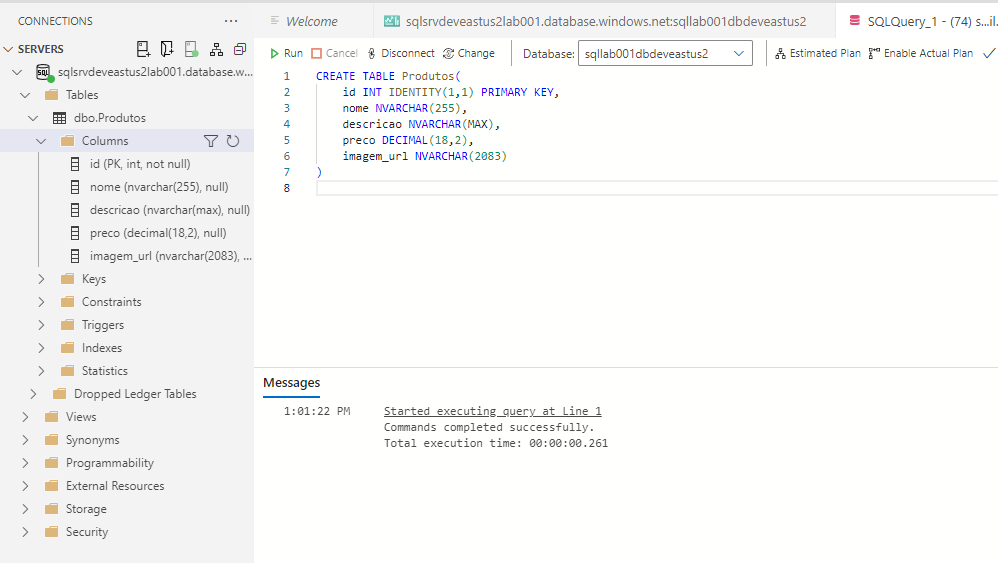 CONNECTIONS ...
SERVERS
sqlsrvdeveastus2lab001.database.w...
Tables
dbo.Produtos
Columns
id (PK, int, not null)
nome (nvarchar(255), null)
descricao (nvarchar(max), null)
preco (decimal(18,2), null)
imagem_url (nvarchar(2083), ...
Keys
Constraints
Triggers
Indexes
Statistics
Dropped Ledger Tables
Views
Synonyms
Programmability
External Resources
Storage
Security
Welcome sqlsrvdeveastus2lab001.database.windows.net:sqllab001dbdeveastus2 SQLQuery_1 - (74) s...il.
Run Cancel Disconnect Change Database: sqllab001dbdeveastus2 Estimated Plan Enable Actual Plan
1 CREATE TABLE Produtos(
2 id INT IDENTITY(1,1) PRIMARY KEY,
3 nome NVARCHAR(255),
4 descricao NVARCHAR(MAX),
5 preco DECIMAL(18,2),
6 imagem_url NVARCHAR(2083)
7 )
8
Messages
1:01:22 PM Started executing query at Line 1
Commands completed successfully.
Total execution time: 00:00:00.261